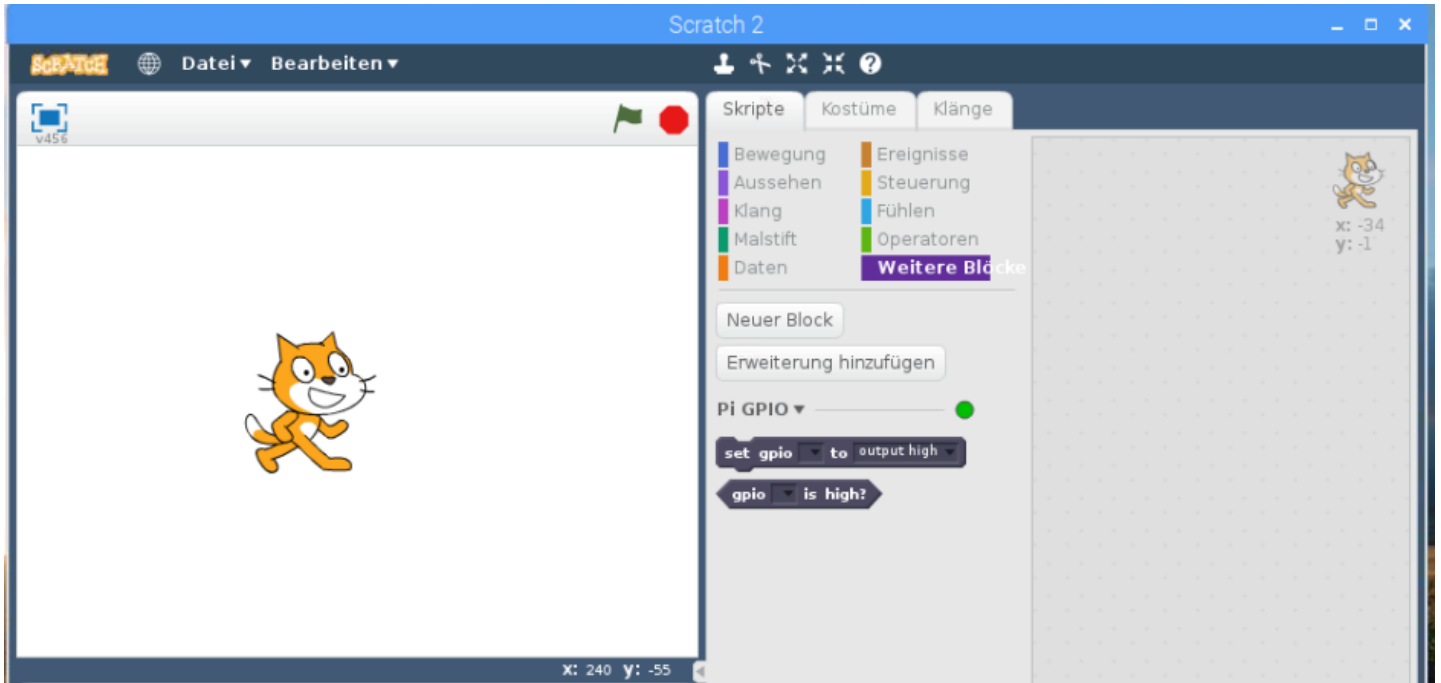 Scratch 2
SCRATCH Datei Bearbeiten
v456
Skripte Kostüme Klänge
Bewegung Ereignisse
Aussehen Steuerung
Klang Fühlen
Malstift Operatoren
Daten Weitere Blöcke
x: -34
y: -1
Neuer Block
Erweiterung hinzufügen
Pi GPIO
set gpio to output high
gpio is high?
x: 240 y: -55